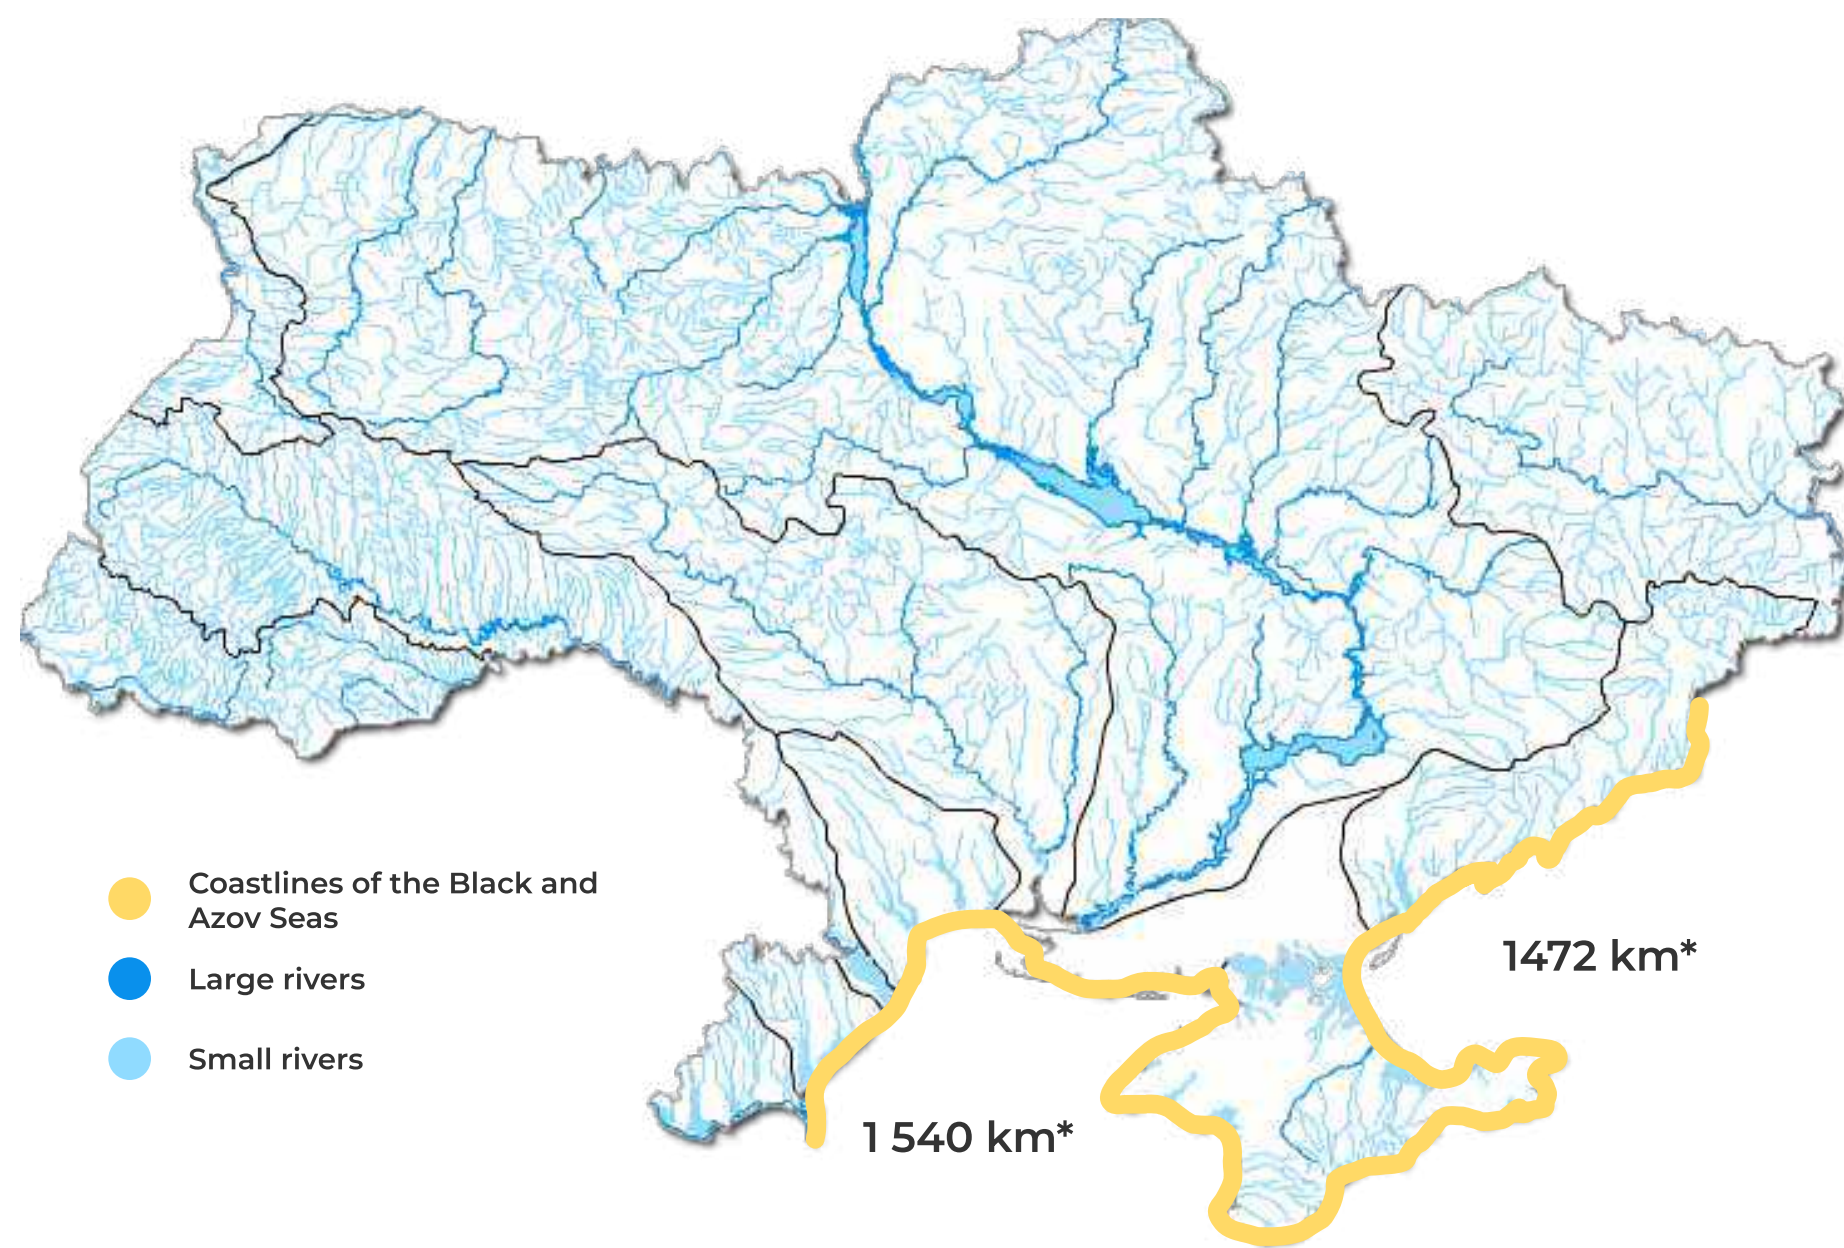 Coastlines of the Black and
Azov Seas
Large rivers
Small rivers
1472 km*
1 540 km*